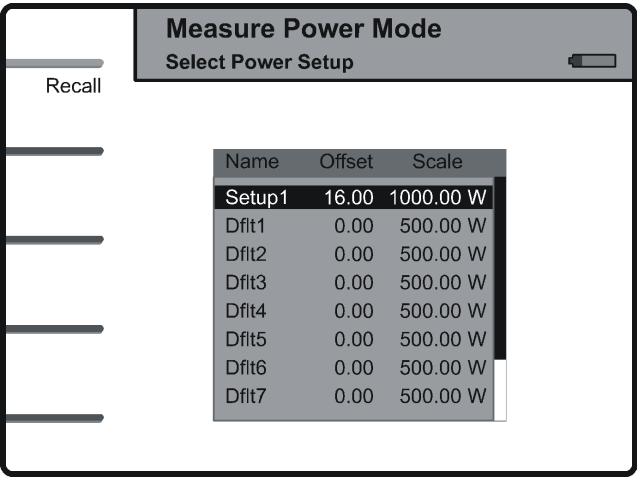 Measure Power Mode
Select Power Setup
Recall
Name Offset Scale
Setup1 16.00 1000.00 W
Dflt1 0.00 500.00 W
Dflt2 0.00 500.00 W
Dflt3 0.00 500.00 W
Dflt4 0.00 500.00 W
Dflt5 0.00 500.00 W
Dflt6 0.00 500.00 W
Dflt7 0.00 500.00 W